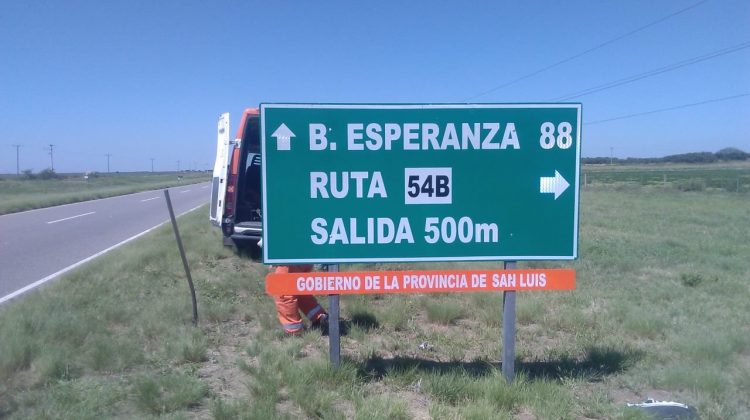 B. ESPERANZA 88
RUTA 54B
SALIDA 500m
GOBIERNO DE LA PROVINCIA DE SAN LUIS